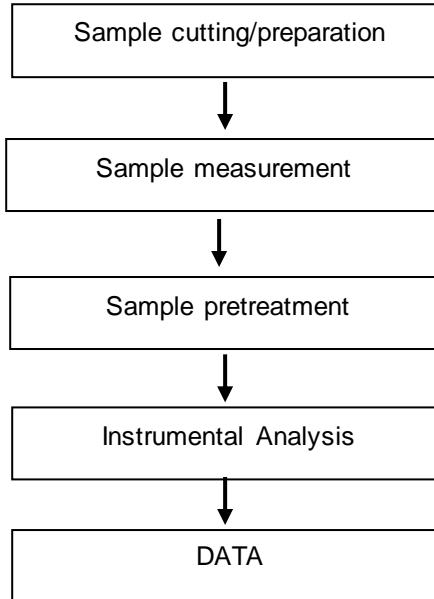 Sample cutting/preparation
Sample measurement
Sample pretreatment
Instrumental Analysis
DATA